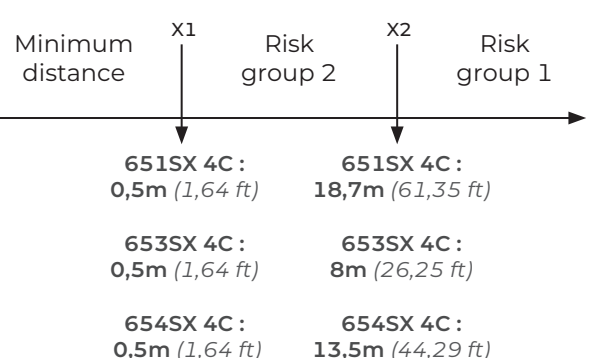 Minimum distance
X1
Risk group 2
X2
Risk group 1
651SX 4C :
0,5m (1,64 ft)
651SX 4C :
18,7m (61,35 ft)
653SX 4C :
0,5m (1,64 ft)
653SX 4C :
8m (26,25 ft)
654SX 4C :
0,5m (1,64 ft)
654SX 4C :
13,5m (44,29 ft)